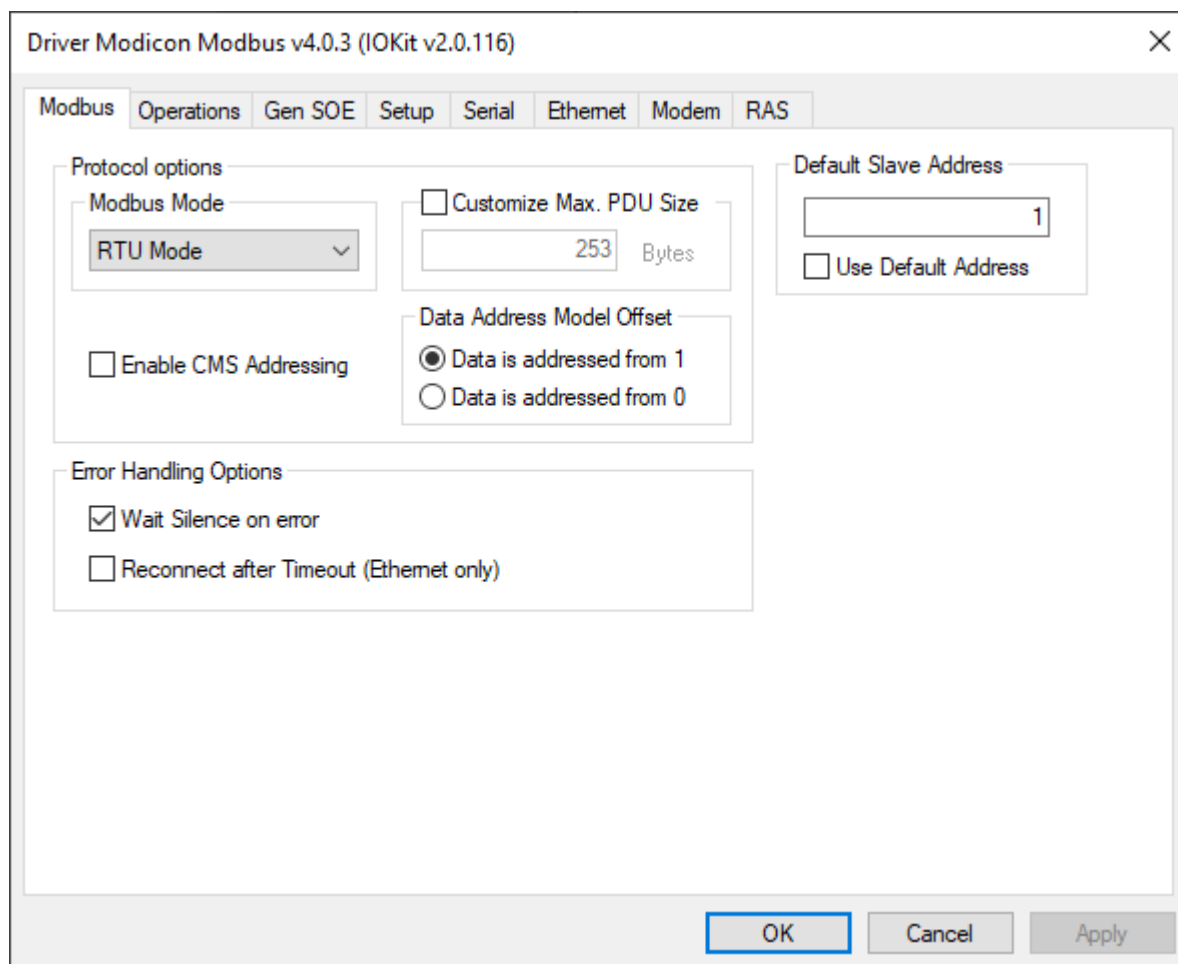 Driver Modicon Modbus v4.0.3 (IOKit v2.0.116)
Modbus Operations Gen SOE Setup Serial Ethernet Modem RAS
Protocol options
Modbus Mode
RTU Mode
Customize Max. PDU Size
253 Bytes
Default Slave Address
1
Use Default Address
Enable CMS Addressing
Data Address Model Offset
Data is addressed from 1
Data is addressed from 0
Error Handling Options
Wait Silence on error
Reconnect after Timeout (Ethernet only)
OK Cancel Apply